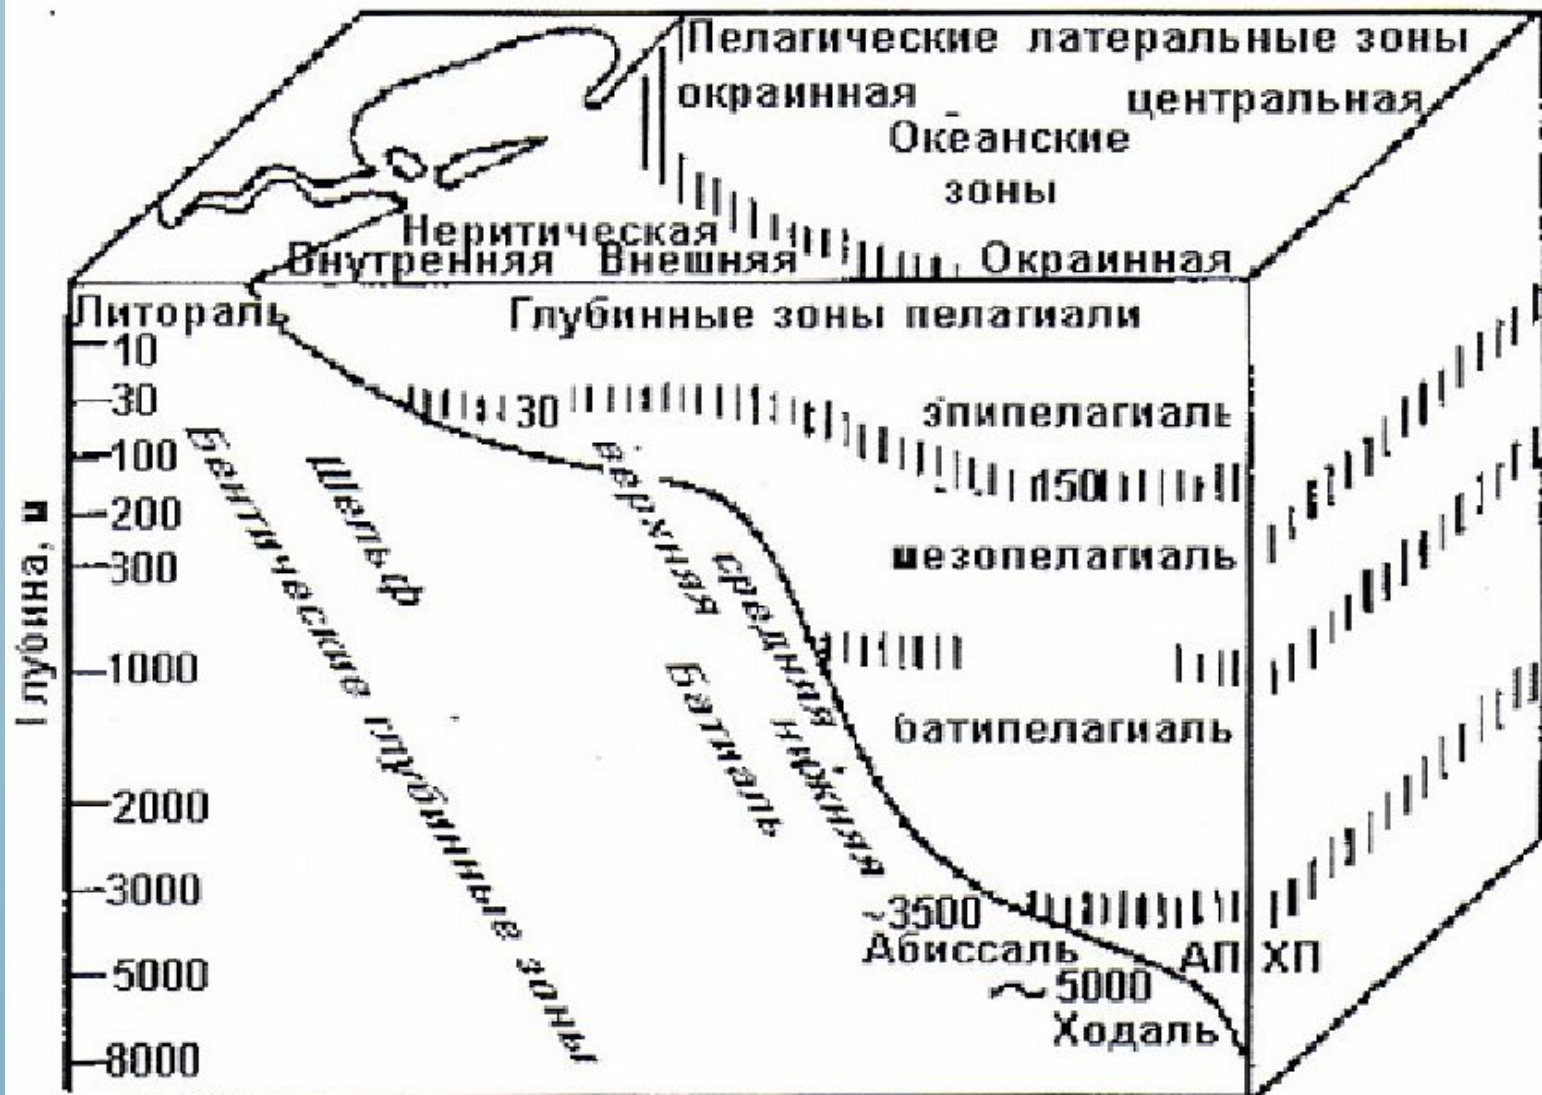 Пелагические латеральные зоны
окраинная центральная
Океанские
зоны
Неритическая
Внутренняя Внешняя Окраинная
Литораль
Глубинные зоны пелагиали
Глубина, м
10
30
100
200
300
1000
2000
3000
5000
8000
30
эпипелагиаль
150
мезопелагиаль
батипелагиаль
Бентические глубинные зоны
Шельф
верхняя
средняя
нижняя
Батиаль
~3500
Абиссаль АП ХП
~5000
Ходаль